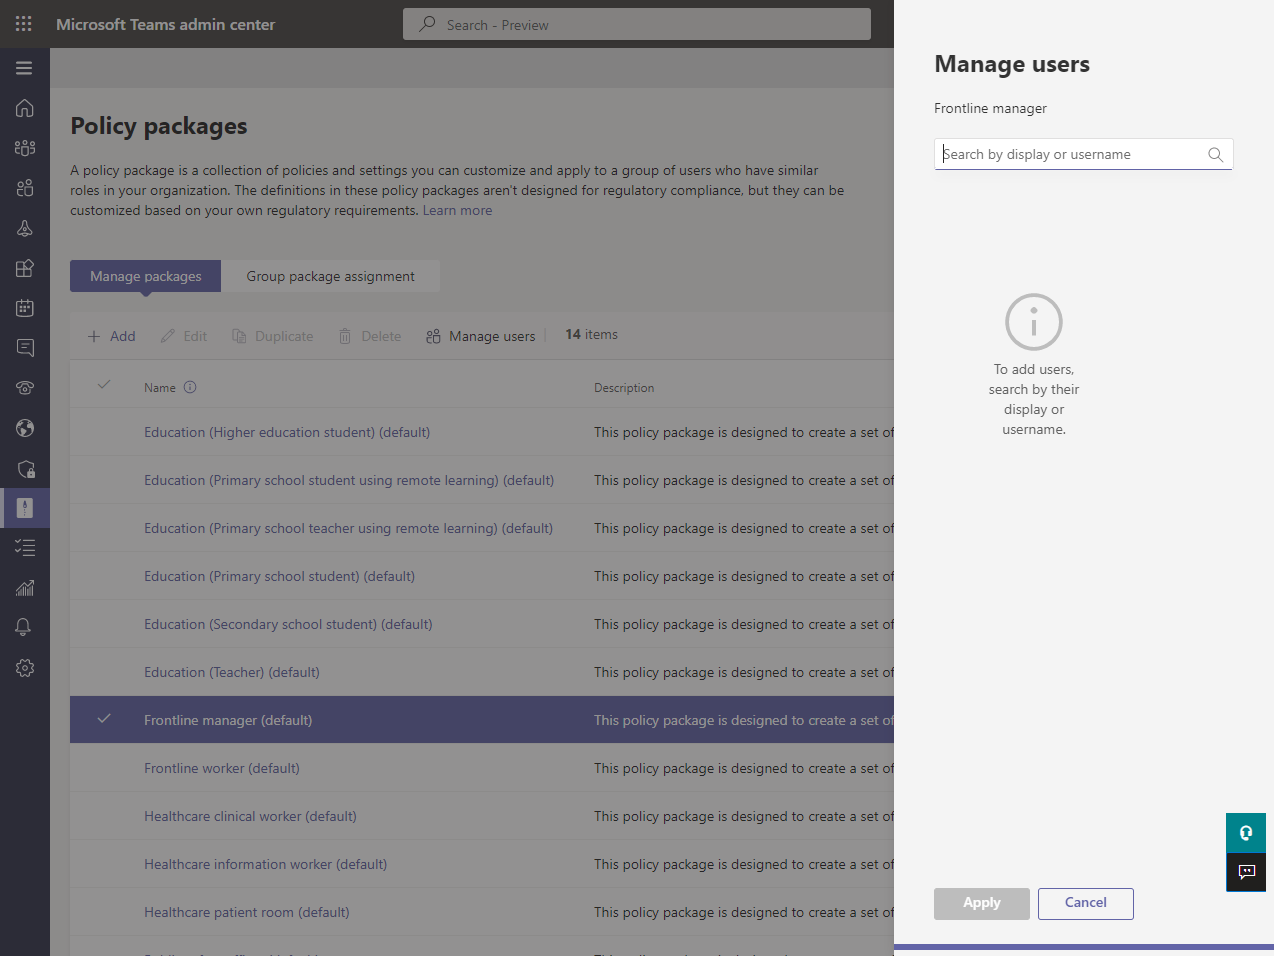 Microsoft Teams admin center
Search - Preview
Policy packages
A policy package is a collection of policies and settings you can customize and apply to a group of users who have similar
roles in your organization. The definitions in these policy packages aren't designed for regulatory compliance, but they can be
customized based on your own regulatory requirements. Learn more
Manage packages
Group package assignment
Add
Edit
Duplicate
Delete
Manage users
14 items
Name
Description
Education (Higher education student) (default)
This policy package is designed to create a set of
Education (Primary school student using remote learning) (default)
This policy package is designed to create a set of
Education (Primary school teacher using remote learning) (default)
This policy package is designed to create a set of
Education (Primary school student) (default)
This policy package is designed to create a set of
Education (Secondary school student) (default)
This policy package is designed to create a set of
Education (Teacher) (default)
This policy package is designed to create a set of
Frontline manager (default)
This policy package is designed to create a set of
Frontline worker (default)
This policy package is designed to create a set of
Healthcare clinical worker (default)
This policy package is designed to create a set of
Healthcare information worker (default)
This policy package is designed to create a set of
Healthcare patient room (default)
This policy package is designed to create a set of
Manage users
Frontline manager
Search by display or username
To add users,
search by their
display or
username.
Apply
Cancel